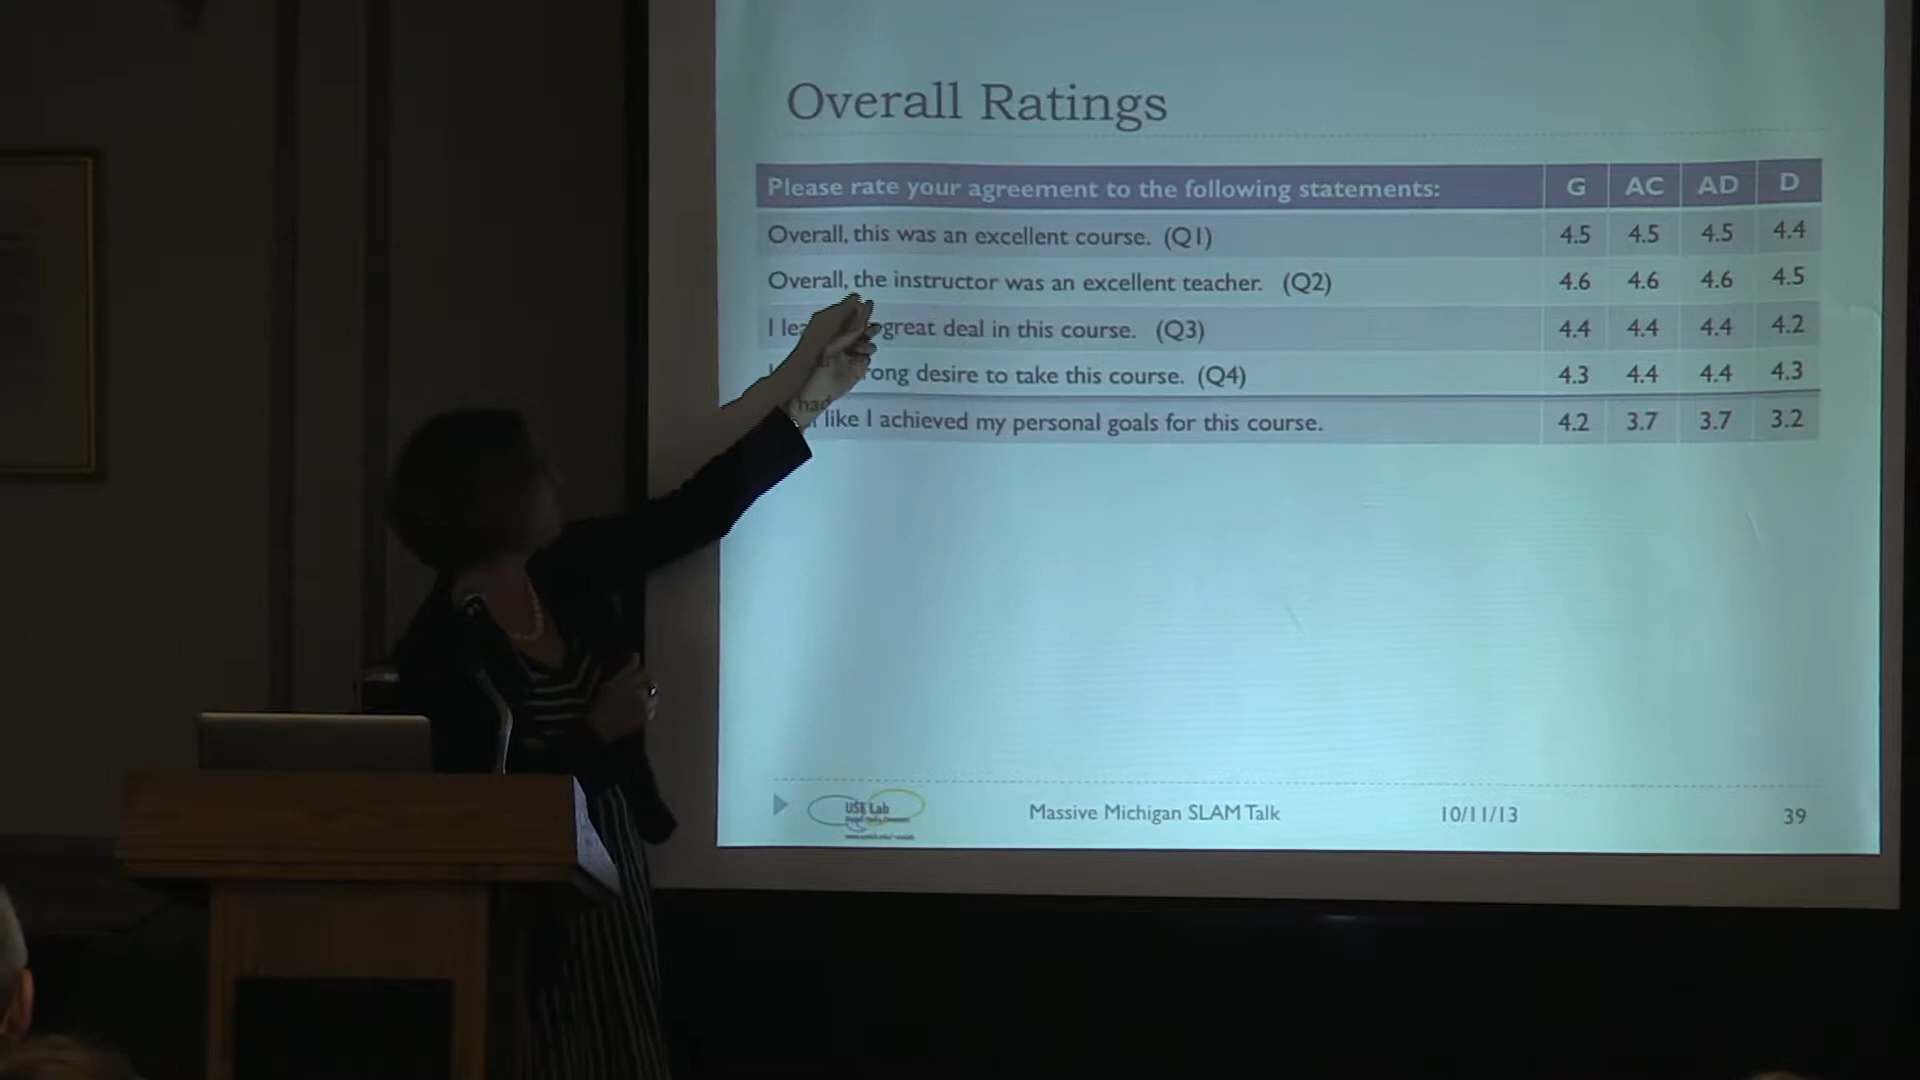 Overall Ratings
Please rate your agreement to the following statements: G AC AD D
Overall, this was an excellent course. (Q1) 4.5 4.5 4.5 4.4
Overall, the instructor was an excellent teacher. (Q2) 4.6 4.6 4.6 4.5
I great deal in this course. (Q3) 4.4 4.4 4.4 4.2
desire to take this course. (Q4) 4.3 4.4 4.4 4.3
like I achieved my personal goals for this course. 4.2 3.7 3.7 3.2
USE Lab
Massive Michigan SLAM Talk 10/11/13 39